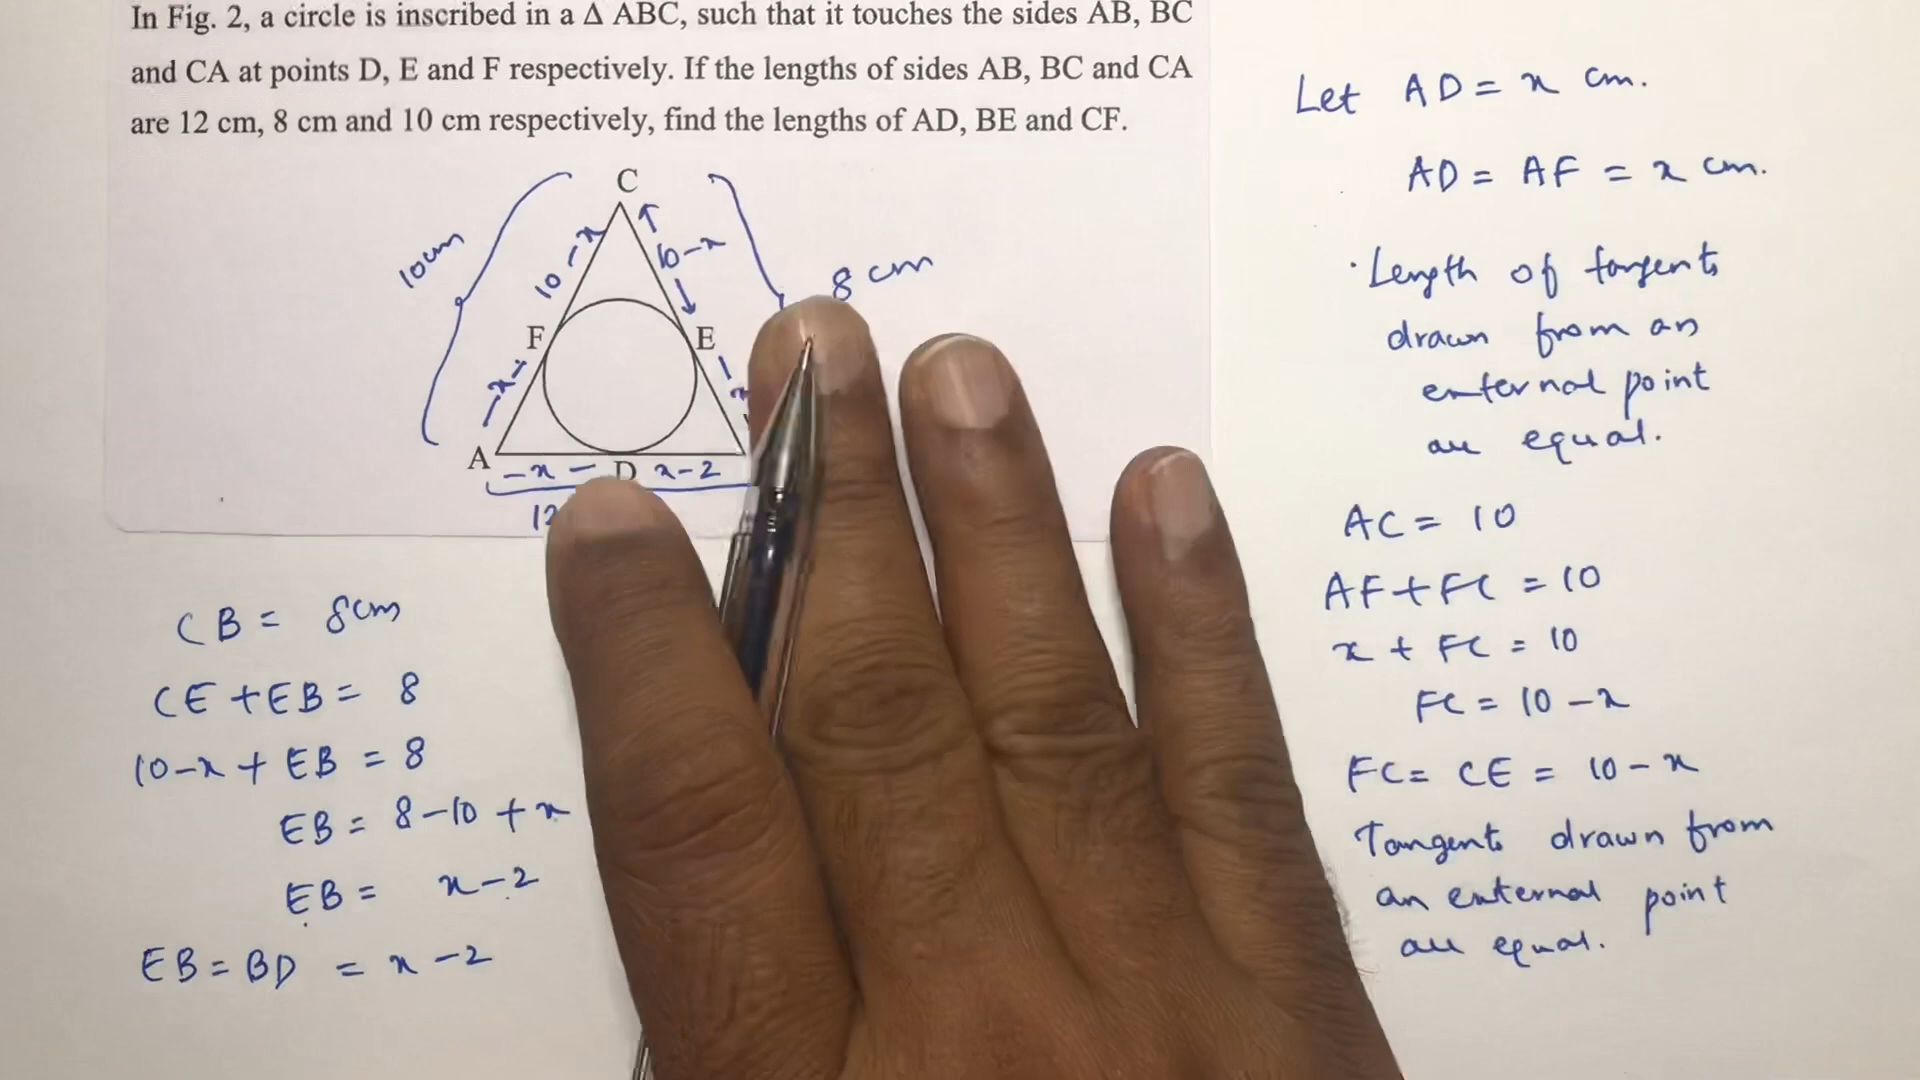 In Fig. 2, a circle is inscribed in a Δ ABC, such that it touches the sides AB, BC
and CA at points D, E and F respectively. If the lengths of sides AB, BC and CA
are 12 cm, 8 cm and 10 cm respectively, find the lengths of AD, BE and CF.
C
10cm
10 - x
10-x
8 cm
F
E
- x -
A
- x - D x-2
12
CB = 8cm
CE + EB = 8
10-x + EB = 8
EB = 8-10 + x
EB = x-2
EB = BD = x-2
Let AD = x cm.
AD = AF = x cm.
Length of tangents
drawn from an
external point
are equal.
AC = 10
AF + FC = 10
x + FC = 10
FC = 10 - x
FC = CE = 10 - x
Tangents drawn from
an external point
are equal.